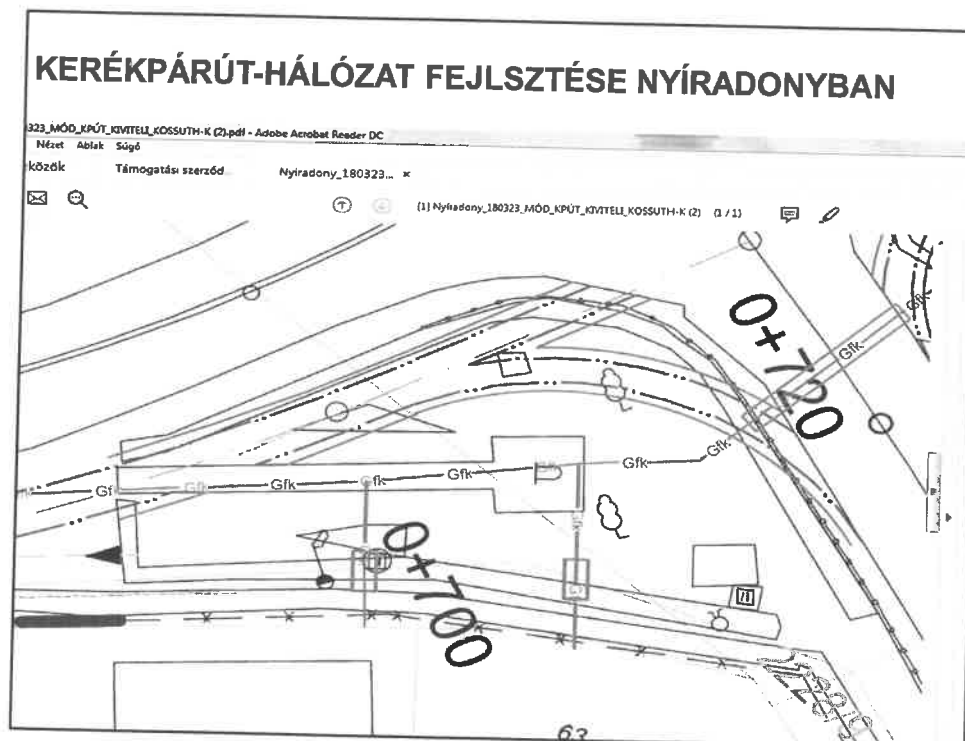 KERÉKPÁRÚT-HÁLÓZAT FEJLSZTÉSE NYÍRADONYBAN
323_MÓD_KPÚT_KIVITELI_KOSSUTH-K (2).pdf - Adobe Acrobat Reader DC
Nézet Ablak Súgó
közök Támogatási szerződ... Nyiradony_180323... ×
(1) Nyiradony_180323_MÓD_KPÚT_KIVITELI_KOSSUTH-K (2) (1 / 1)
0+720
Gfk
Gfk
Gfk Gfk
Gfk Gfk Gfk
Gfk
0+700
63